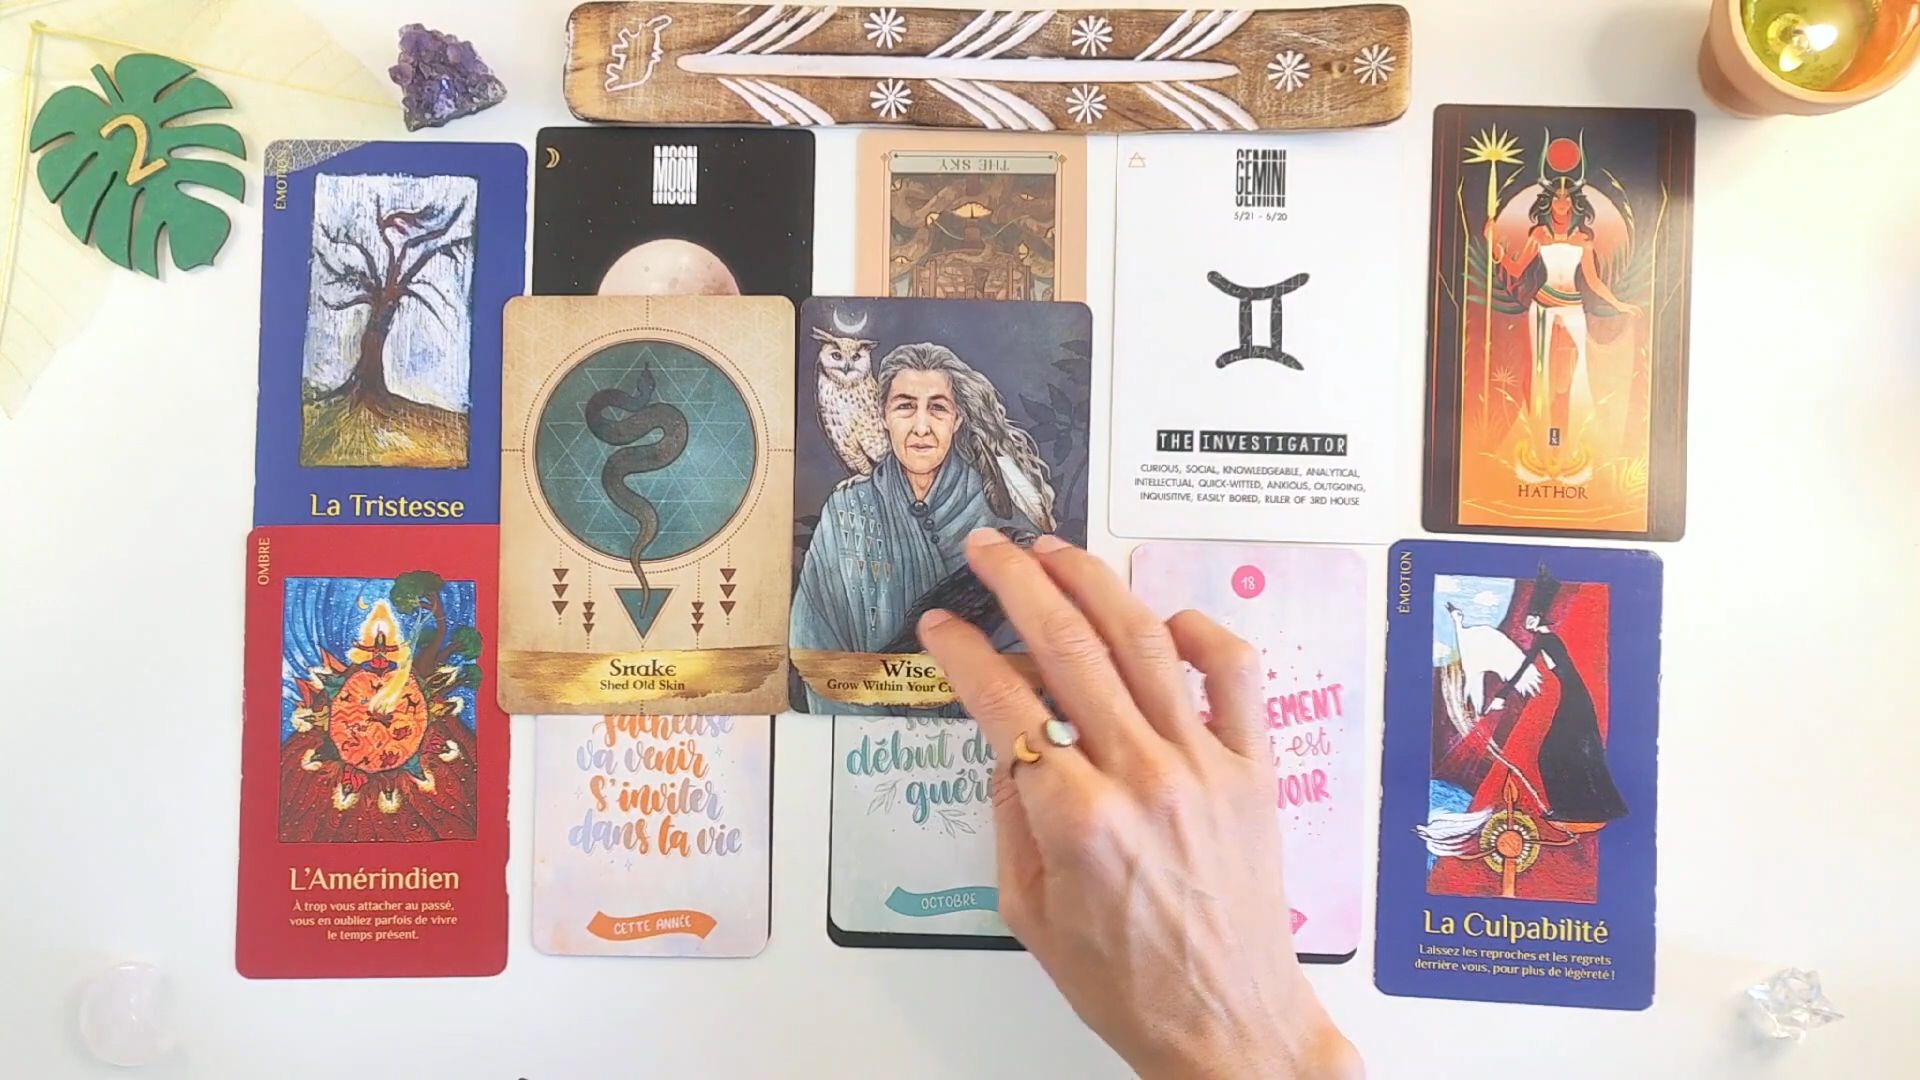 2
ÉMOTION
La Tristesse
MOON
THE SKY
GEMINI
5/21 - 6/20
THE INVESTIGATOR
CURIOUS, SOCIAL, KNOWLEDGEABLE, ANALYTICAL,
INTELLECTUAL, QUICK-WITTED, ANXIOUS, OUTGOING,
INQUISITIVE, EASILY BORED, RULER OF 3RD HOUSE
IX
HATHOR
Snake
Shed Old Skin
Wise
Grow Within Your
OMBRE
L'Amérindien
À trop vous attacher au passé,
vous en oubliez parfois de vivre
le temps présent.
va venir
s'inviter
dans ta vie
CETTE ANNÉE
début
OCTOBRE
18
est
ÉMOTION
La Culpabilité
Laissez les reproches et les regrets
derrière vous, pour plus de légèreté !